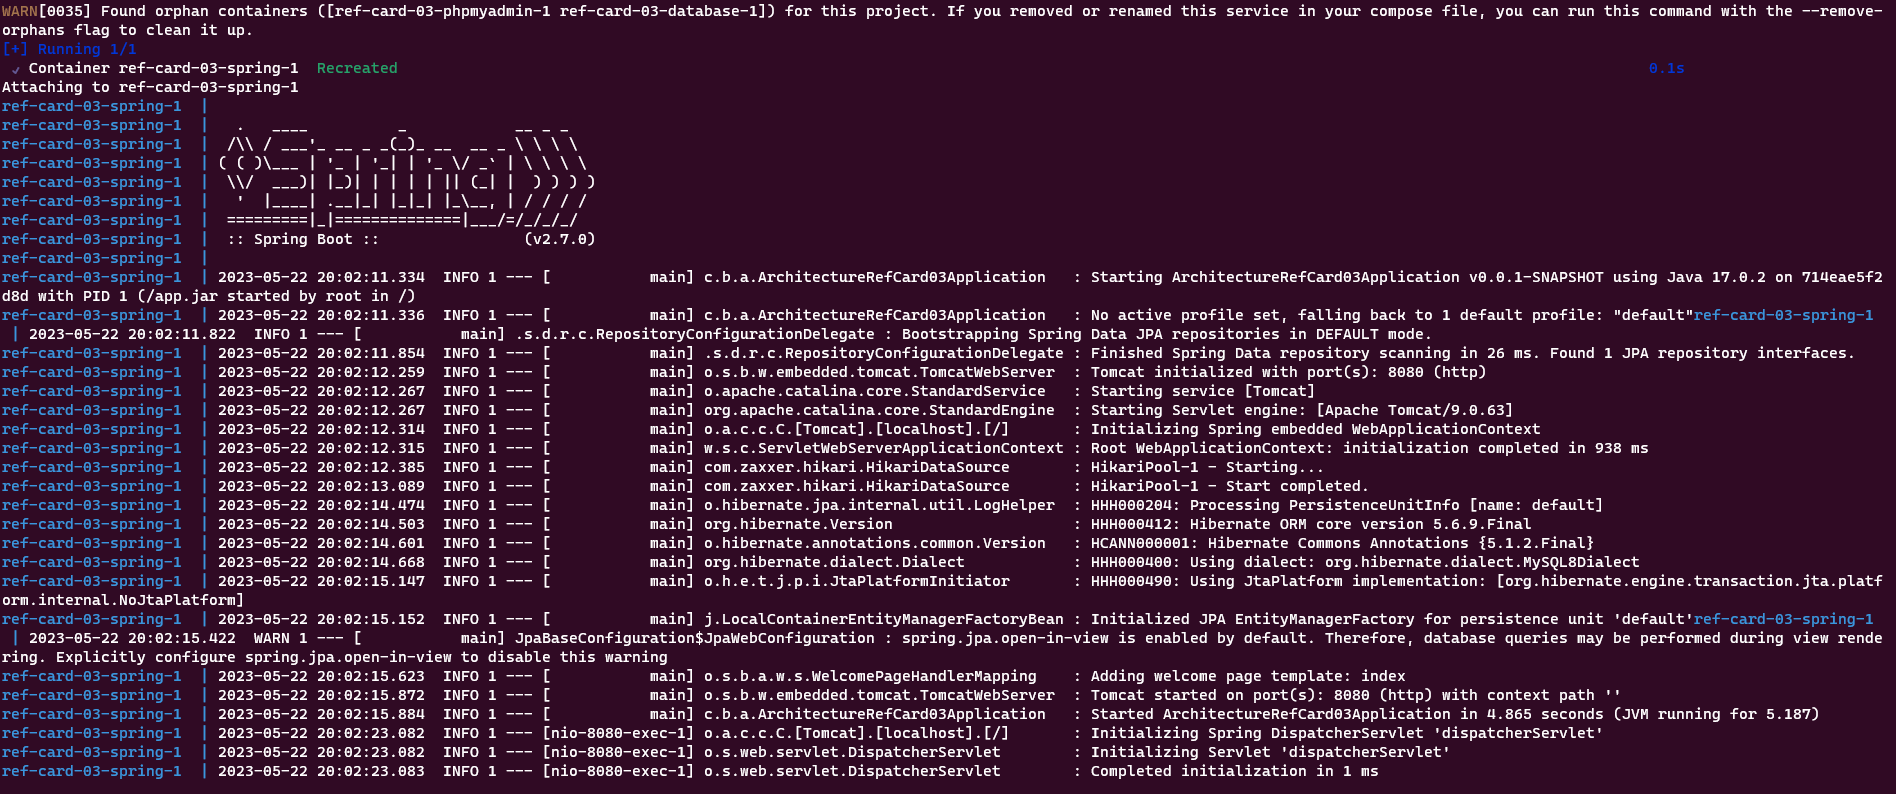 WARN[0035] Found orphan containers ([ref-card-03-phpmyadmin-1 ref-card-03-database-1]) for this project. If you removed or renamed this service in your compose file, you can run this command with the --remove-
orphans flag to clean it up.
[+] Running 1/1
 ✔ Container ref-card-03-spring-1  Recreated                                                                                                                                           0.1s
Attaching to ref-card-03-spring-1
ref-card-03-spring-1  |
ref-card-03-spring-1  |   .   ____          _            __ _ _
ref-card-03-spring-1  |  /\\ / ___'_ __ _ _(_)_ __  __ _ \ \ \ \
ref-card-03-spring-1  | ( ( )\___ | '_ | '_| | '_ \/ _` | \ \ \ \
ref-card-03-spring-1  |  \\/  ___)| |_)| | | | | || (_| |  ) ) ) )
ref-card-03-spring-1  |   '  |____| .__|_| |_|_| |_\__, | / / / /
ref-card-03-spring-1  |  =========|_|==============|___/=/_/_/_/
ref-card-03-spring-1  |  :: Spring Boot ::                (v2.7.0)
ref-card-03-spring-1  |
ref-card-03-spring-1  | 2023-05-22 20:02:11.334  INFO 1 --- [           main] c.b.a.ArchitectureRefCard03Application   : Starting ArchitectureRefCard03Application v0.0.1-SNAPSHOT using Java 17.0.2 on 714eae5f2
d8d with PID 1 (/app.jar started by root in /)
ref-card-03-spring-1  | 2023-05-22 20:02:11.336  INFO 1 --- [           main] c.b.a.ArchitectureRefCard03Application   : No active profile set, falling back to 1 default profile: "default"ref-card-03-spring-1
 | 2023-05-22 20:02:11.822  INFO 1 --- [           main] .s.d.r.c.RepositoryConfigurationDelegate : Bootstrapping Spring Data JPA repositories in DEFAULT mode.
ref-card-03-spring-1  | 2023-05-22 20:02:11.854  INFO 1 --- [           main] .s.d.r.c.RepositoryConfigurationDelegate : Finished Spring Data repository scanning in 26 ms. Found 1 JPA repository interfaces.
ref-card-03-spring-1  | 2023-05-22 20:02:12.259  INFO 1 --- [           main] o.s.b.w.embedded.tomcat.TomcatWebServer  : Tomcat initialized with port(s): 8080 (http)
ref-card-03-spring-1  | 2023-05-22 20:02:12.267  INFO 1 --- [           main] o.apache.catalina.core.StandardService   : Starting service [Tomcat]
ref-card-03-spring-1  | 2023-05-22 20:02:12.267  INFO 1 --- [           main] org.apache.catalina.core.StandardEngine  : Starting Servlet engine: [Apache Tomcat/9.0.63]
ref-card-03-spring-1  | 2023-05-22 20:02:12.314  INFO 1 --- [           main] o.a.c.c.C.[Tomcat].[localhost].[/]       : Initializing Spring embedded WebApplicationContext
ref-card-03-spring-1  | 2023-05-22 20:02:12.315  INFO 1 --- [           main] w.s.c.ServletWebServerApplicationContext : Root WebApplicationContext: initialization completed in 938 ms
ref-card-03-spring-1  | 2023-05-22 20:02:12.385  INFO 1 --- [           main] com.zaxxer.hikari.HikariDataSource       : HikariPool-1 - Starting...
ref-card-03-spring-1  | 2023-05-22 20:02:13.089  INFO 1 --- [           main] com.zaxxer.hikari.HikariDataSource       : HikariPool-1 - Start completed.
ref-card-03-spring-1  | 2023-05-22 20:02:14.474  INFO 1 --- [           main] o.hibernate.jpa.internal.util.LogHelper  : HHH000204: Processing PersistenceUnitInfo [name: default]
ref-card-03-spring-1  | 2023-05-22 20:02:14.503  INFO 1 --- [           main] org.hibernate.Version                    : HHH000412: Hibernate ORM core version 5.6.9.Final
ref-card-03-spring-1  | 2023-05-22 20:02:14.601  INFO 1 --- [           main] o.hibernate.annotations.common.Version   : HCANN000001: Hibernate Commons Annotations {5.1.2.Final}
ref-card-03-spring-1  | 2023-05-22 20:02:14.668  INFO 1 --- [           main] org.hibernate.dialect.Dialect            : HHH000400: Using dialect: org.hibernate.dialect.MySQL8Dialect
ref-card-03-spring-1  | 2023-05-22 20:02:15.147  INFO 1 --- [           main] o.h.e.t.j.p.i.JtaPlatformInitiator       : HHH000490: Using JtaPlatform implementation: [org.hibernate.engine.transaction.jta.platf
orm.internal.NoJtaPlatform]
ref-card-03-spring-1  | 2023-05-22 20:02:15.152  INFO 1 --- [           main] j.LocalContainerEntityManagerFactoryBean : Initialized JPA EntityManagerFactory for persistence unit 'default'ref-card-03-spring-1
 | 2023-05-22 20:02:15.422  WARN 1 --- [           main] JpaBaseConfiguration$JpaWebConfiguration : spring.jpa.open-in-view is enabled by default. Therefore, database queries may be performed during view rende
ring. Explicitly configure spring.jpa.open-in-view to disable this warning
ref-card-03-spring-1  | 2023-05-22 20:02:15.623  INFO 1 --- [           main] o.s.b.a.w.s.WelcomePageHandlerMapping    : Adding welcome page template: index
ref-card-03-spring-1  | 2023-05-22 20:02:15.872  INFO 1 --- [           main] o.s.b.w.embedded.tomcat.TomcatWebServer  : Tomcat started on port(s): 8080 (http) with context path ''
ref-card-03-spring-1  | 2023-05-22 20:02:15.884  INFO 1 --- [           main] c.b.a.ArchitectureRefCard03Application   : Started ArchitectureRefCard03Application in 4.865 seconds (JVM running for 5.187)
ref-card-03-spring-1  | 2023-05-22 20:02:23.082  INFO 1 --- [nio-8080-exec-1] o.a.c.c.C.[Tomcat].[localhost].[/]       : Initializing Spring DispatcherServlet 'dispatcherServlet'
ref-card-03-spring-1  | 2023-05-22 20:02:23.082  INFO 1 --- [nio-8080-exec-1] o.s.web.servlet.DispatcherServlet        : Initializing Servlet 'dispatcherServlet'
ref-card-03-spring-1  | 2023-05-22 20:02:23.083  INFO 1 --- [nio-8080-exec-1] o.s.web.servlet.DispatcherServlet        : Completed initialization in 1 ms